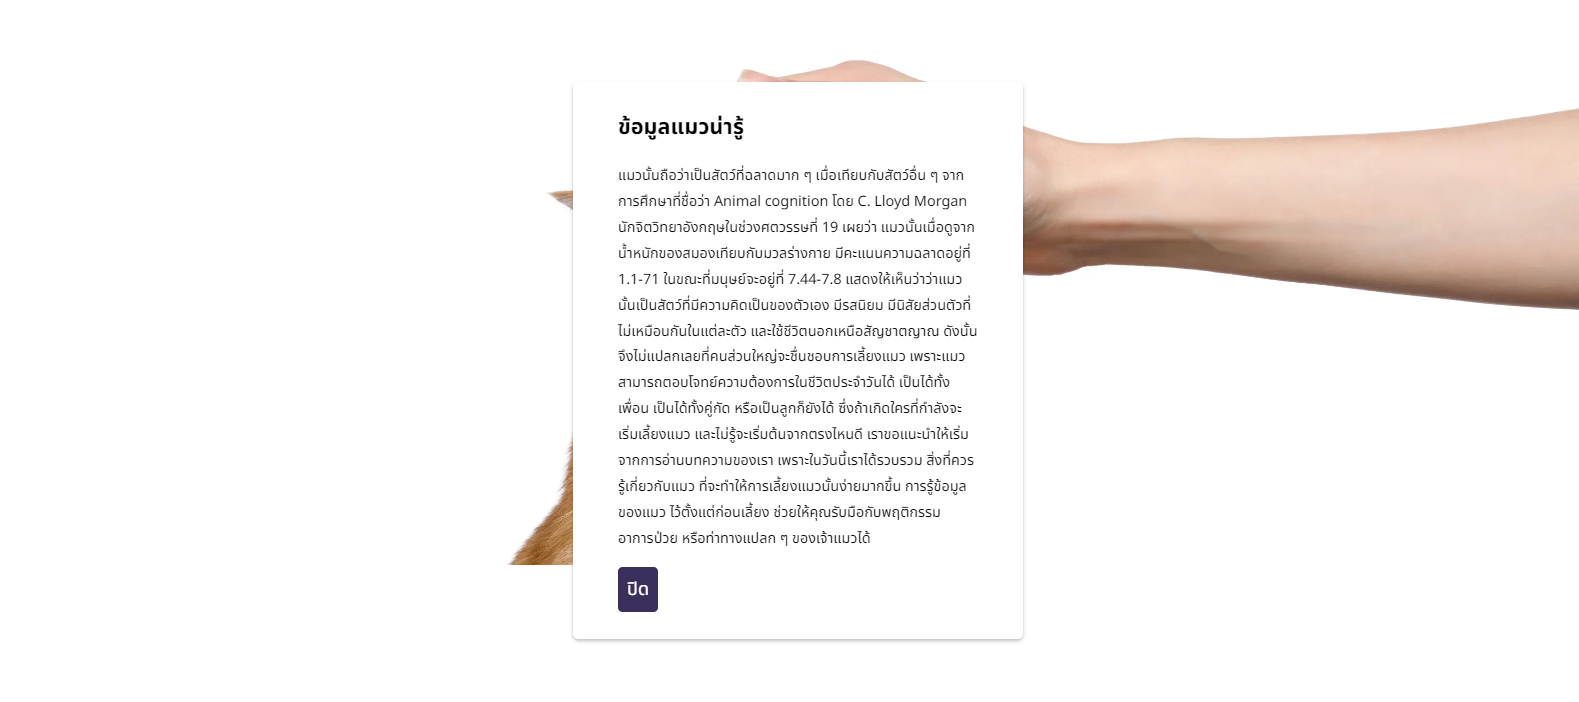 ข้อมูลแมวน่ารู้
แมวนั้นถือว่าเป็นสัตว์ที่ฉลาดมาก ๆ เมื่อเทียบกับสัตว์อื่น ๆ จาก
การศึกษาที่ชื่อว่า Animal cognition โดย C. Lloyd Morgan
นักจิตวิทยาอังกฤษในช่วงศตวรรษที่ 19 เผยว่า แมวนั้นเมื่อดูจาก
น้ำหนักของสมองเทียบกับมวลร่างกาย มีคะแนนความฉลาดอยู่ที่
1.1-71 ในขณะที่มนุษย์จะอยู่ที่ 7.44-7.8 แสดงให้เห็นว่าว่าแมว
นั้นเป็นสัตว์ที่มีความคิดเป็นของตัวเอง มีรสนิยม มีนิสัยส่วนตัวที่
ไม่เหมือนกันในแต่ละตัว และใช้ชีวิตนอกเหนือสัญชาตญาณ ดังนั้น
จึงไม่แปลกเลยที่คนส่วนใหญ่จะชื่นชอบการเลี้ยงแมว เพราะแมว
สามารถตอบโจทย์ความต้องการในชีวิตประจำวันได้ เป็นได้ทั้ง
เพื่อน เป็นได้ทั้งคู่กัด หรือเป็นลูกก็ยังได้ ซึ่งถ้าเกิดใครที่กำลังจะ
เริ่มเลี้ยงแมว และไม่รู้จะเริ่มต้นจากตรงไหนดี เราขอแนะนำให้เริ่ม
จากการอ่านบทความของเรา เพราะในวันนี้เราได้รวบรวม สิ่งที่ควร
รู้เกี่ยวกับแมว ที่จะทำให้การเลี้ยงแมวนั้นง่ายมากขึ้น การรู้ข้อมูล
ของแมว ไว้ตั้งแต่ก่อนเลี้ยง ช่วยให้คุณรับมือกับพฤติกรรม
อาการป่วย หรือท่าทางแปลก ๆ ของเจ้าแมวได้
ปิด